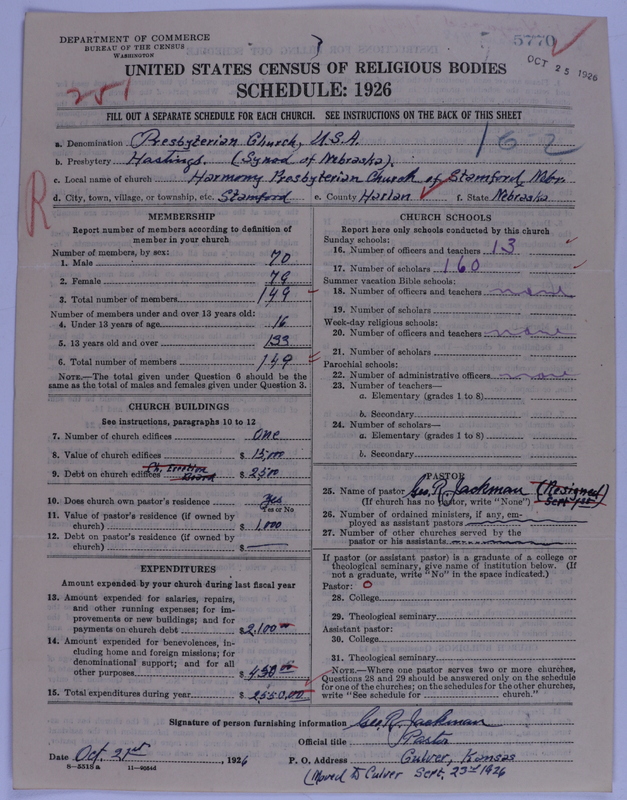 DEPARTMENT OF COMMERCE
BUREAU OF THE CENSUS
WASHINGTON
5770
OCT 25 1926
UNITED STATES CENSUS OF RELIGIOUS BODIES
SCHEDULE: 1926
251
FILL OUT A SEPARATE SCHEDULE FOR EACH CHURCH. SEE INSTRUCTIONS ON THE BACK OF THIS SHEET
162
a. Denomination Presbyterian Church, U.S.A.
b. Presbytery Hastings. (Synod of Nebraska).
c. Local name of church Harmony Presbyterian Church of Stamford, Nebr.
d. City, town, village, or township, etc. Stamford e. County Harlan f. State Nebraska
R
MEMBERSHIP
Report number of members according to definition of member in your church
Number of members, by sex:
1. Male 70
2. Female 79
3. Total number of members 149
Number of members under and over 13 years old:
4. Under 13 years of age 16
5. 13 years old and over 133
6. Total number of members 149
NOTE.—The total given under Question 6 should be the
same as the total of males and females given under Question 3.
CHURCH BUILDINGS
See instructions, paragraphs 10 to 12
7. Number of church edifices one
8. Value of church edifices $ 15,000
Ch. Erection
Board
9. Debt on church edifices $ 2500
10. Does church own pastor's residence Yes
Yes or No
11. Value of pastor's residence (if owned by
church) $ 1,000
12. Debt on pastor's residence (if owned by
church) $
EXPENDITURES
Amount expended by your church during last fiscal year
13. Amount expended for salaries, repairs,
and other running expenses; for im-
provements or new buildings; and for
payments on church debt $ 2,100 00
14. Amount expended for benevolences, in-
cluding home and foreign missions; for
denominational support; and for all
other purposes $ 450 00
15. Total expenditures during year $ 2550.00
CHURCH SCHOOLS
Report here only schools conducted by this church
Sunday schools:
16. Number of officers and teachers 13
17. Number of scholars 160
Summer vacation Bible schools:
18. Number of officers and teachers none
19. Number of scholars
Week-day religious schools:
20. Number of officers and teachers none
21. Number of scholars
Parochial schools:
22. Number of administrative officers none
23. Number of teachers—
a. Elementary (grades 1 to 8)
b. Secondary
24. Number of scholars—
a. Elementary (grades 1 to 8)
b. Secondary
PASTOR
25. Name of pastor Geo. R. Jackman (Resigned
(If church has no pastor, write "None") Sept 1st)
26. Number of ordained ministers, if any, em-
ployed as assistant pastors
27. Number of other churches served by the
pastor or his assistants
If pastor (or assistant pastor) is a graduate of a college or
theological seminary, give name of institution below. (If
not a graduate, write "No" in the space indicated.)
Pastor: O
28. College
29. Theological seminary
Assistant pastor:
30. College
31. Theological seminary
NOTE.—Where one pastor serves two or more churches,
Questions 28 and 29 should be answered only on the schedule
for one of the churches; on the schedules for the other churches,
write "See schedule for church."
Signature of person furnishing information Geo. R. Jackman
Official title Pastor
Date Oct. 21st, 1926 P. O. Address Culver, Kansas
8—5318a
(Moved to Culver Sept. 23rd 1926